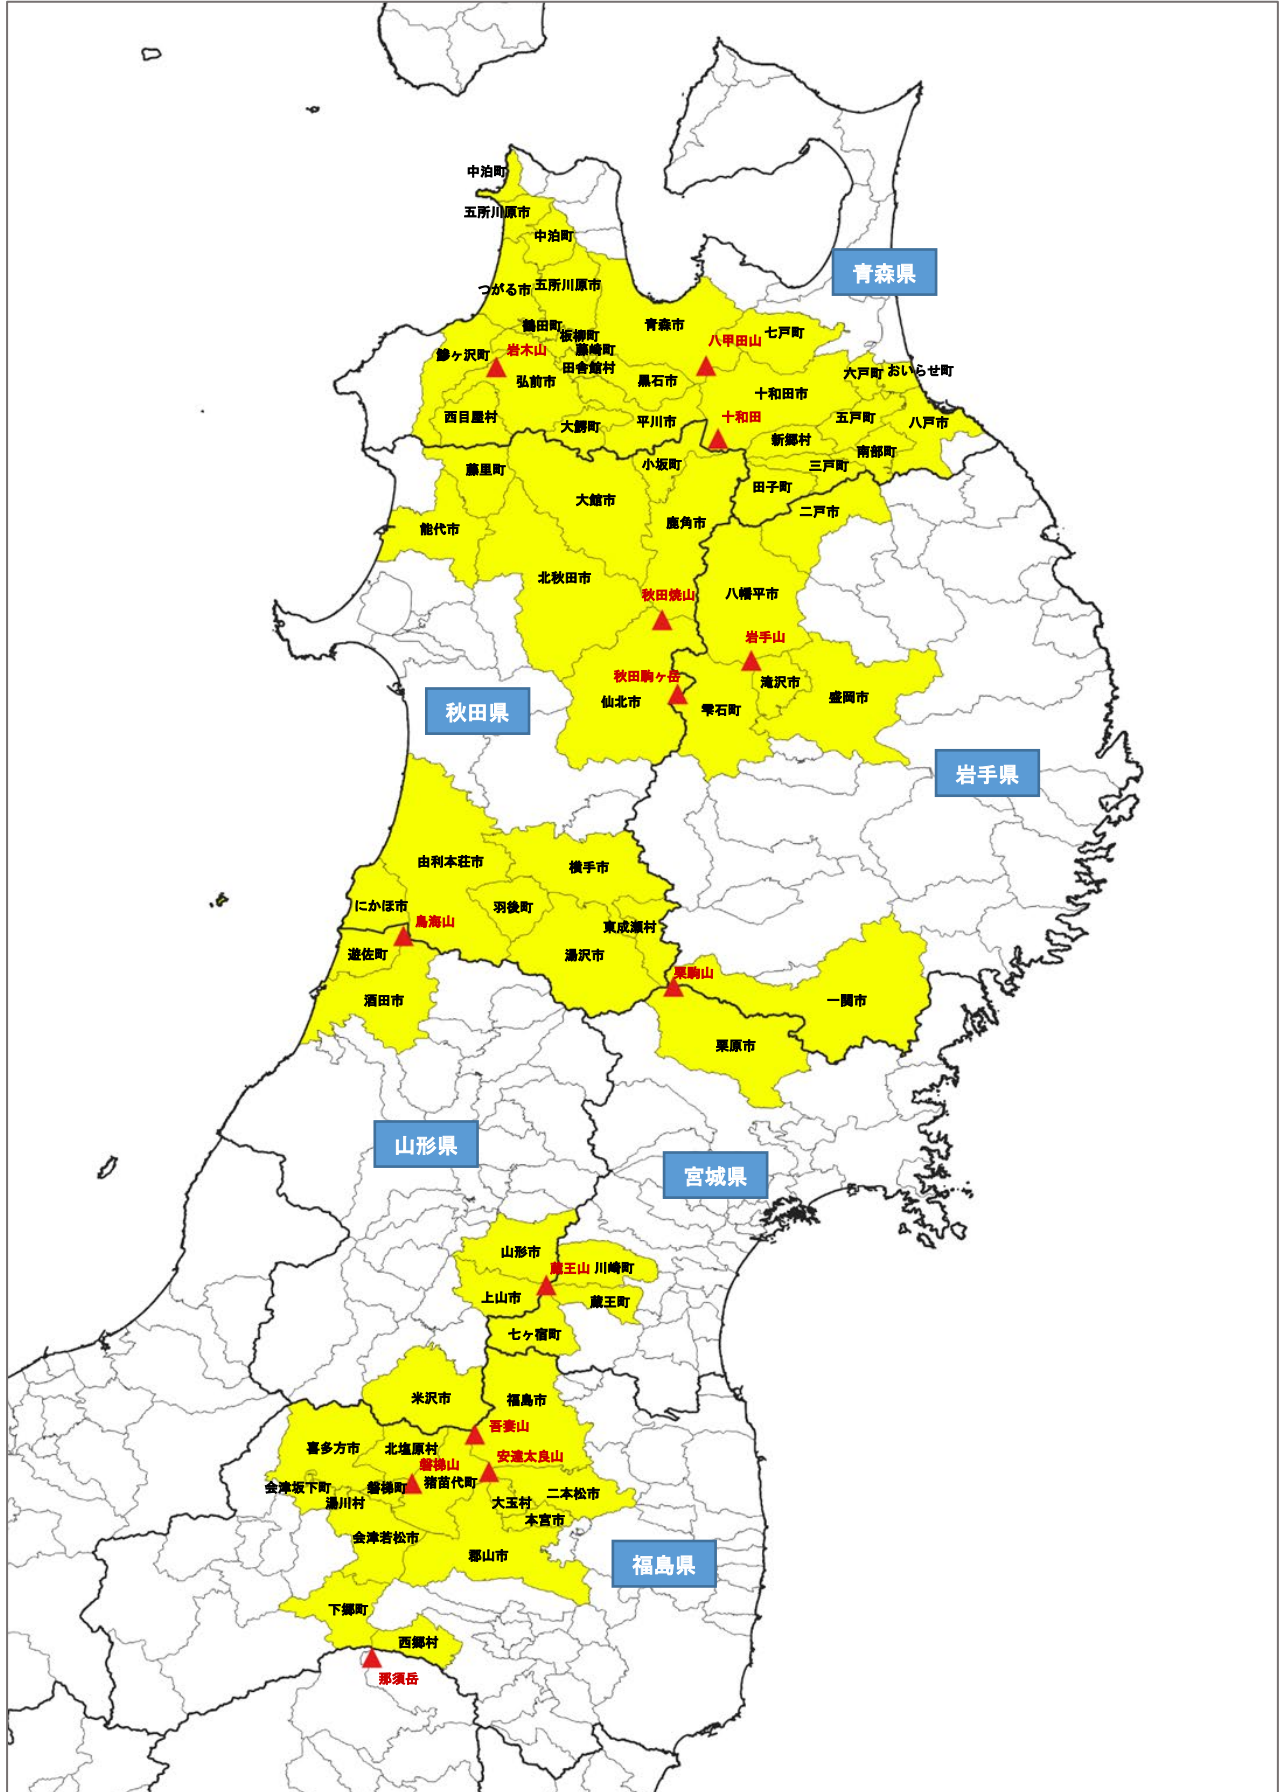 中泊町
五所川原市
中泊町
青森県
つがる市
五所川原市
鶴田町
板柳町
青森市
七戸町
八甲田山
鰺ヶ沢町
岩木山
藤崎町
田舎館村
弘前市
黒石市
六戸町
おいらせ町
十和田市
西目屋村
大鰐町
平川市
十和田
五戸町
八戸市
新郷村
南部町
三戸町
藤里町
小坂町
田子町
大館市
二戸市
能代市
鹿角市
北秋田市
秋田焼山
八幡平市
岩手山
秋田駒ヶ岳
滝沢市
仙北市
雫石町
盛岡市
秋田県
岩手県
由利本荘市
横手市
にかほ市
羽後町
鳥海山
東成瀬村
遊佐町
湯沢市
栗駒山
酒田市
一関市
栗原市
山形県
宮城県
山形市
蔵王山
川崎町
上山市
蔵王町
七ヶ宿町
米沢市
福島市
吾妻山
喜多方市
北塩原村
安達太良山
磐梯山
会津坂下町
磐梯町
猪苗代町
湯川村
大玉村
二本松市
本宮市
会津若松市
郡山市
福島県
下郷町
西郷村
那須岳